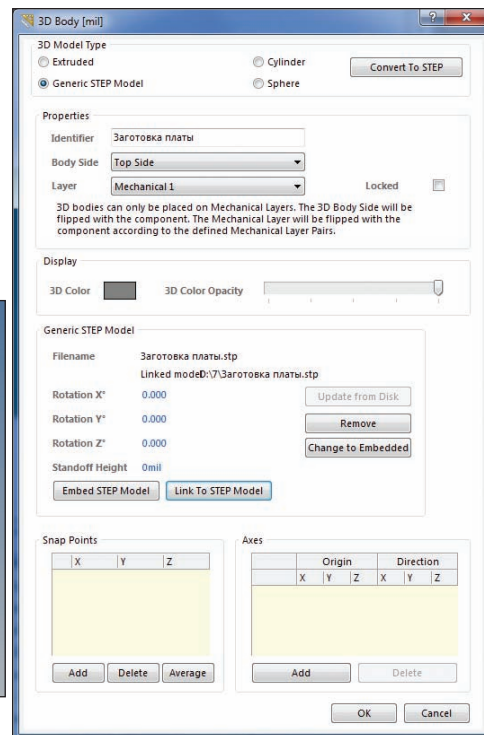 3D Body [mil]
3D Model Type
Extruded
Cylinder
Convert To STEP
Generic STEP Model
Sphere
Properties
Identifier Заготовка платы
Body Side Top Side
Layer Mechanical 1 Locked
3D bodies can only be placed on Mechanical Layers. The 3D Body Side will be
flipped with the component. The Mechanical Layer will be flipped with the
component according to the defined Mechanical Layer Pairs.
Display
3D Color 3D Color Opacity
Generic STEP Model
Filename Заготовка платы.stp
Linked model D:\7\Заготовка платы.stp
Rotation X° 0.000 Update from Disk
Rotation Y° 0.000 Remove
Rotation Z° 0.000 Change to Embedded
Standoff Height 0mil
Embed STEP Model Link To STEP Model
Snap Points
X Y Z
Add Delete Average
Axes
Origin Direction
X Y Z X Y Z
Add Delete
OK Cancel